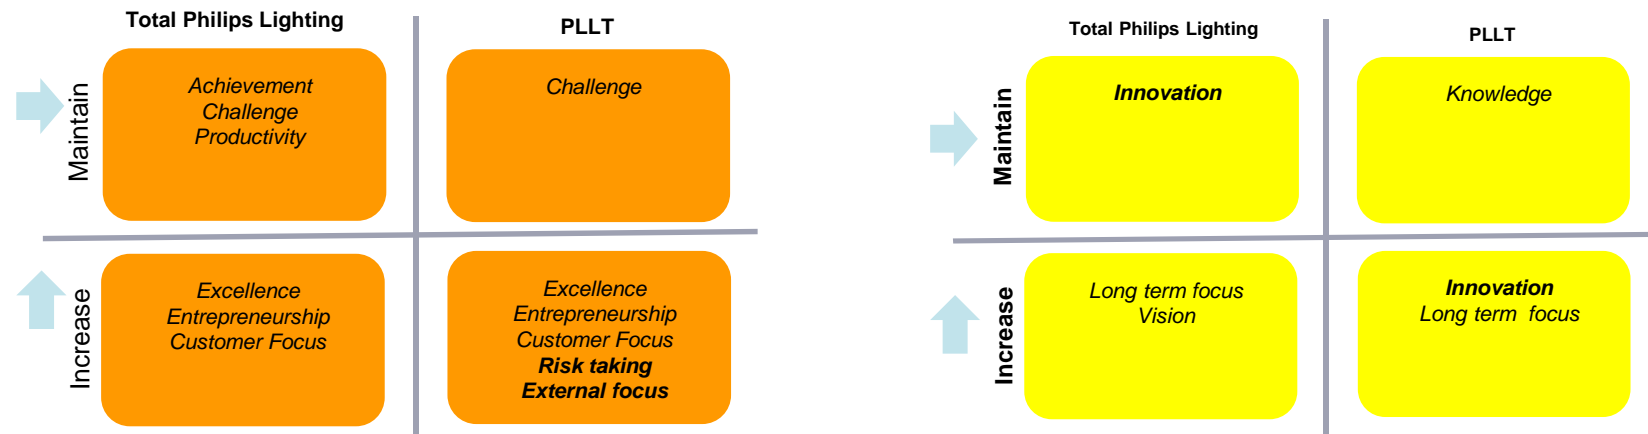 Total Philips Lighting
PLLT
Maintain
Achievement
Challenge
Productivity
Challenge
Increase
Excellence
Entrepreneurship
Customer Focus
Excellence
Entrepreneurship
Customer Focus
Risk taking
External focus
Total Philips Lighting
PLLT
Maintain
Innovation
Knowledge
Increase
Long term focus
Vision
Innovation
Long term focus